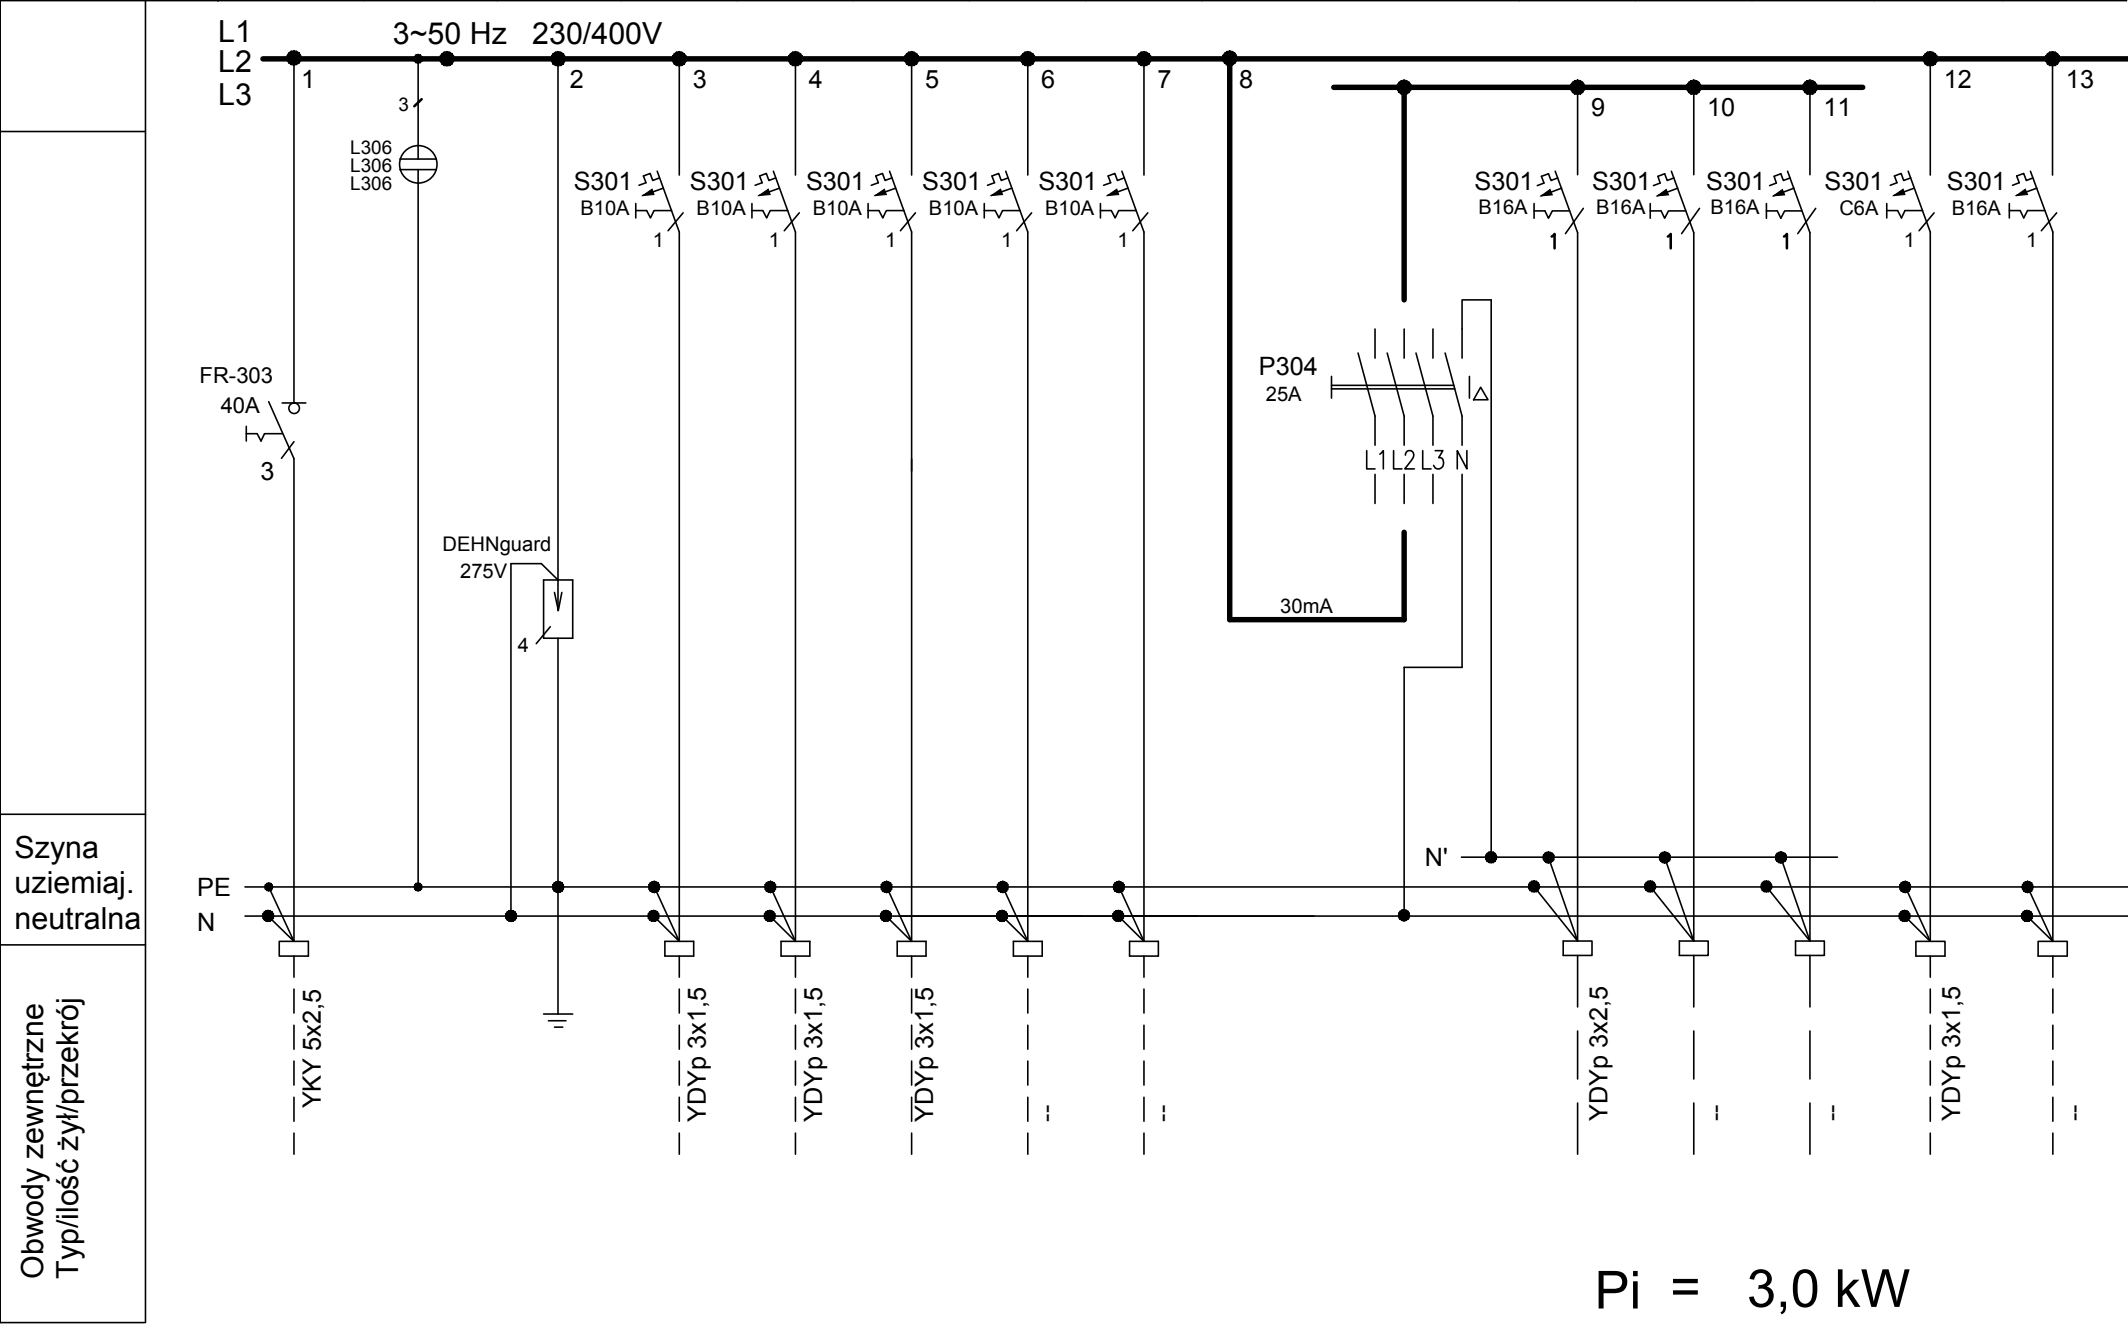 L1
L2
L3
3~50 Hz 230/400V
1
2
3
4
5
6
7
8
9
10
11
12
13
3
L306
L306
L306
S301
B10A
1
S301
B10A
1
S301
B10A
1
S301
B10A
1
S301
B10A
1
S301
B16A
1
S301
B16A
1
S301
B16A
1
S301
C6A
1
S301
B16A
1
FR-303
40A
3
P304
25A
L1 L2 L3 N
DEHNguard
275V
4
30mA
Szyna
uziemiaj.
neutralna
N'
PE
N
Obwody zewnętrzne
Typ/ilość żył/przekrój
YKY 5x2,5
YDYp 3x1,5
YDYp 3x1,5
YDYp 3x1,5
--
--
YDYp 3x2,5
--
--
YDYp 3x1,5
--
Pi = 3,0 kW